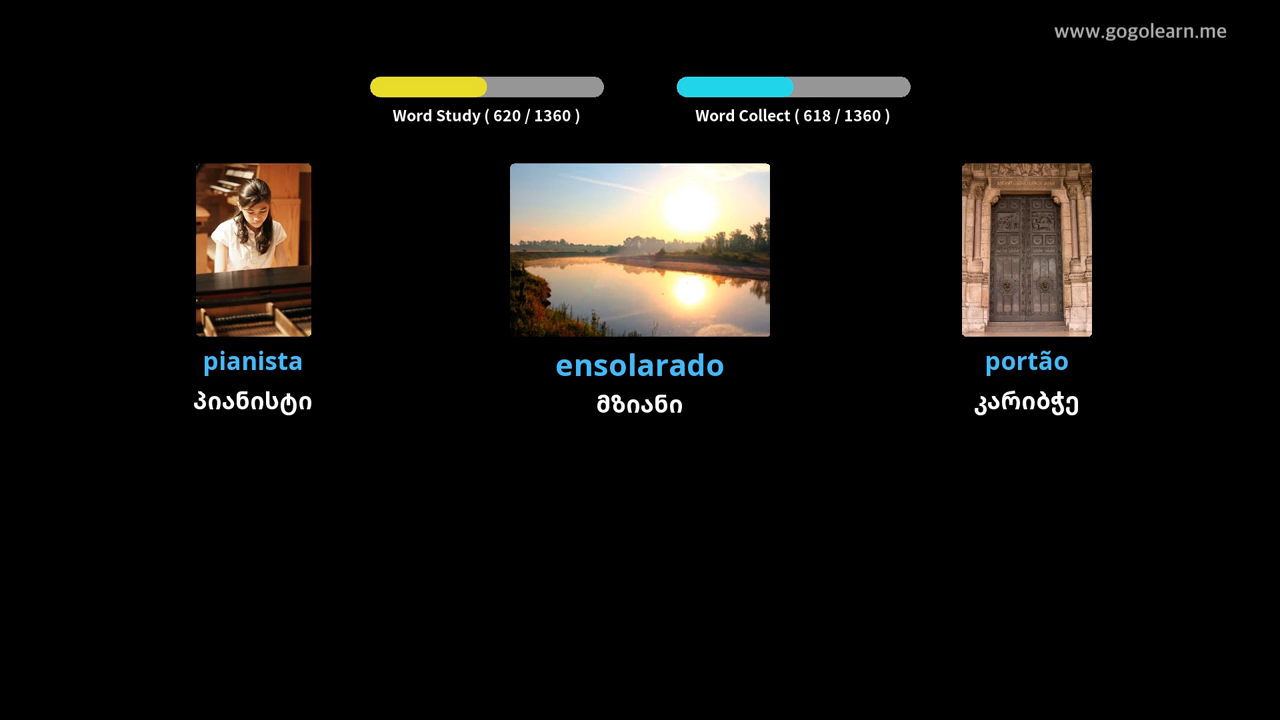 www.gogolearn.me
Word Study ( 620 / 1360 )
Word Collect ( 618 / 1360 )
pianista
პიანისტი
ensolarado
მზიანი
portão
კარიბჭე